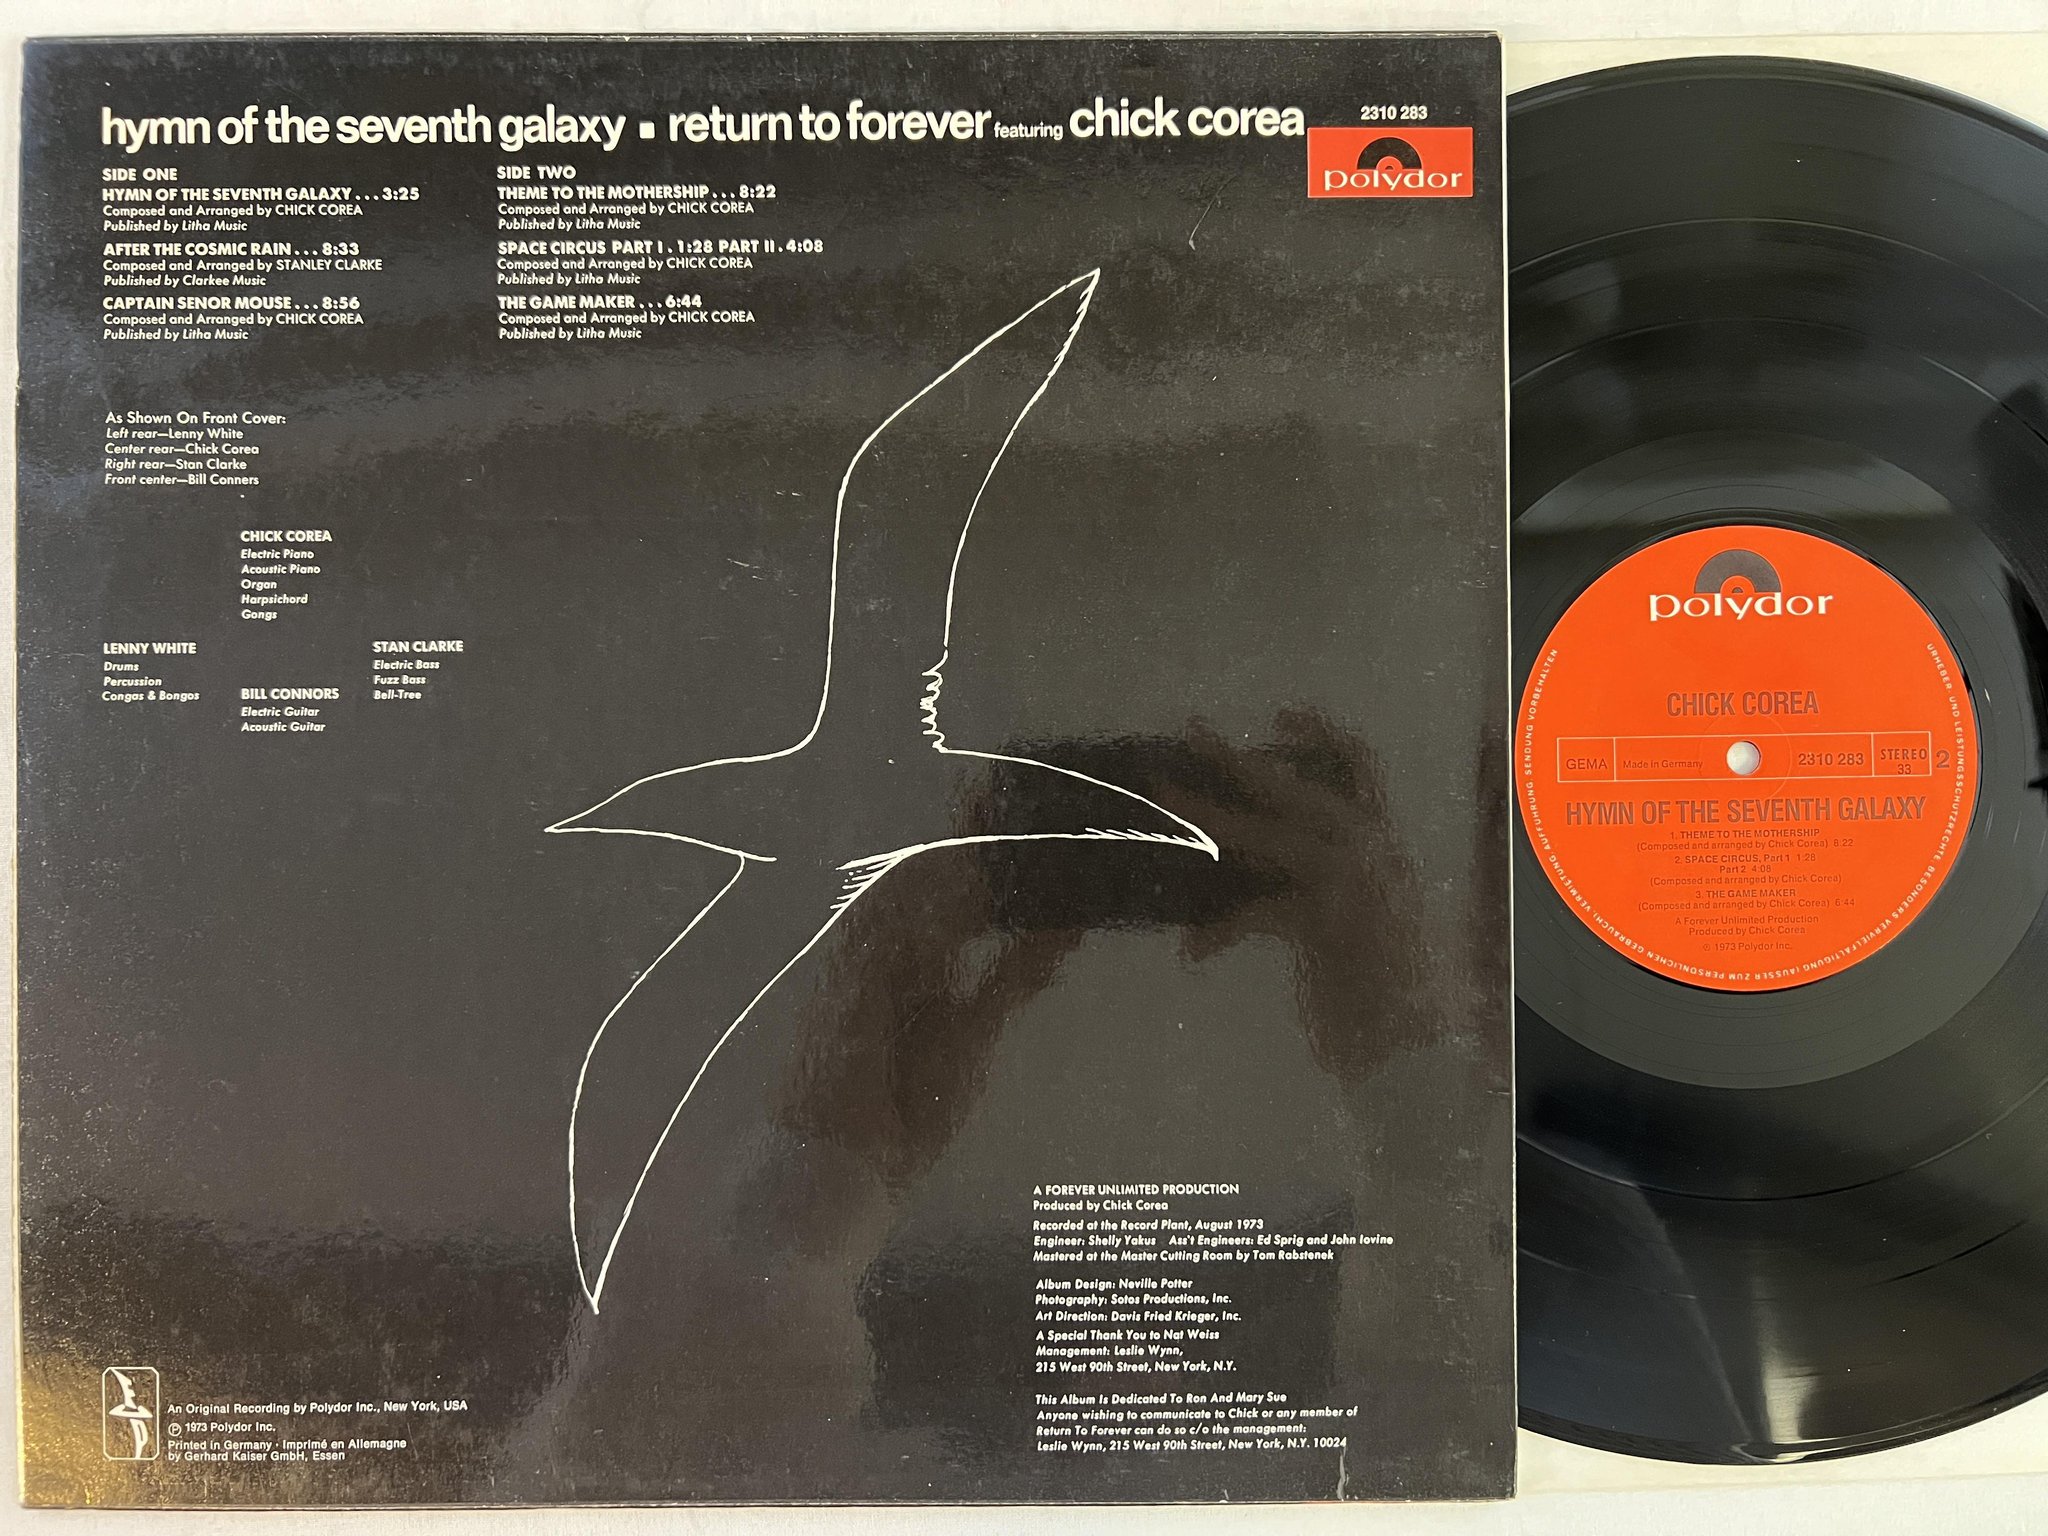 hymn of the seventh galaxy ▪ return to forever featuring chick corea
2310 283
polydor
SIDE ONE
HYMN OF THE SEVENTH GALAXY . . . 3:25
Composed and Arranged by CHICK COREA
Published by Litha Music
AFTER THE COSMIC RAIN . . . 8:33
Composed and Arranged by STANLEY CLARKE
Published by Clarkee Music
CAPTAIN SENOR MOUSE . . . 8:56
Composed and Arranged by CHICK COREA
Published by Litha Music
SIDE TWO
THEME TO THE MOTHERSHIP . . . 8:22
Composed and Arranged by CHICK COREA
Published by Litha Music
SPACE CIRCUS PART I . 1:28 PART II . 4:08
Composed and Arranged by CHICK COREA
Published by Litha Music
THE GAME MAKER . . . 6:44
Composed and Arranged by CHICK COREA
Published by Litha Music
As Shown On Front Cover:
Left rear—Lenny White
Center rear—Chick Corea
Right rear—Stan Clarke
Front center—Bill Conners
CHICK COREA
Electric Piano
Acoustic Piano
Organ
Harpsichord
Gongs
LENNY WHITE
Drums
Percussion
Congas & Bongos
STAN CLARKE
Electric Bass
Fuzz Bass
Bell-Tree
BILL CONNORS
Electric Guitar
Acoustic Guitar
A FOREVER UNLIMITED PRODUCTION
Produced by Chick Corea
Recorded at the Record Plant, August 1973
Engineer: Shelly Yakus Ass't Engineers: Ed Sprig and John Iovine
Mastered at the Master Cutting Room by Tom Rabstenek
Album Design: Neville Potter
Photography: Sotos Productions, Inc.
Art Direction: Davis Fried Krieger, Inc.
A Special Thank You to Nat Weiss
Management: Leslie Wynn,
215 West 90th Street, New York, N.Y.
This Album Is Dedicated To Ron And Mary Sue
Anyone wishing to communicate to Chick or any member of
Return To Forever can do so c/o the management:
Leslie Wynn, 215 West 90th Street, New York, N.Y. 10024
An Original Recording by Polydor Inc., New York, USA
℗ 1973 Polydor Inc.
Printed in Germany · Imprimé en Allemagne
by Gerhard Kaiser GmbH, Essen
polydor
CHICK COREA
GEMA Made in Germany 2310 283 STEREO 33 2
HYMN OF THE SEVENTH GALAXY
1. THEME TO THE MOTHERSHIP
(Composed and arranged by Chick Corea) 8:22
2. SPACE CIRCUS, Part 1 1:28
Part 2 4:08
(Composed and arranged by Chick Corea)
3. THE GAME MAKER
(Composed and arranged by Chick Corea) 6:44
A Forever Unlimited Production
Produced by Chick Corea
℗ 1973 Polydor Inc.
URHEBER- UND LEISTUNGSSCHUTZRECHTE, BESONDERS VERVIELFÄLTIGUNG (AUSSER ZUM PERSÖNLICHEN GEBRAUCH), VERMIETUNG, AUFFÜHRUNG, SENDUNG VORBEHALTEN